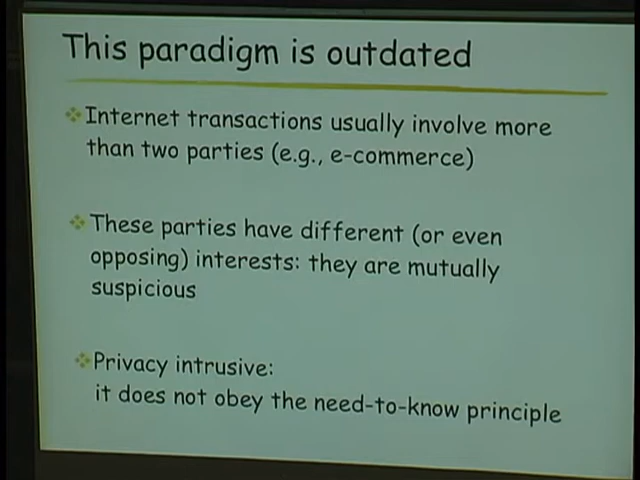 This paradigm is outdated
Internet transactions usually involve more
than two parties (e.g., e-commerce)
These parties have different (or even
opposing) interests: they are mutually
suspicious
Privacy intrusive:
it does not obey the need-to-know principle